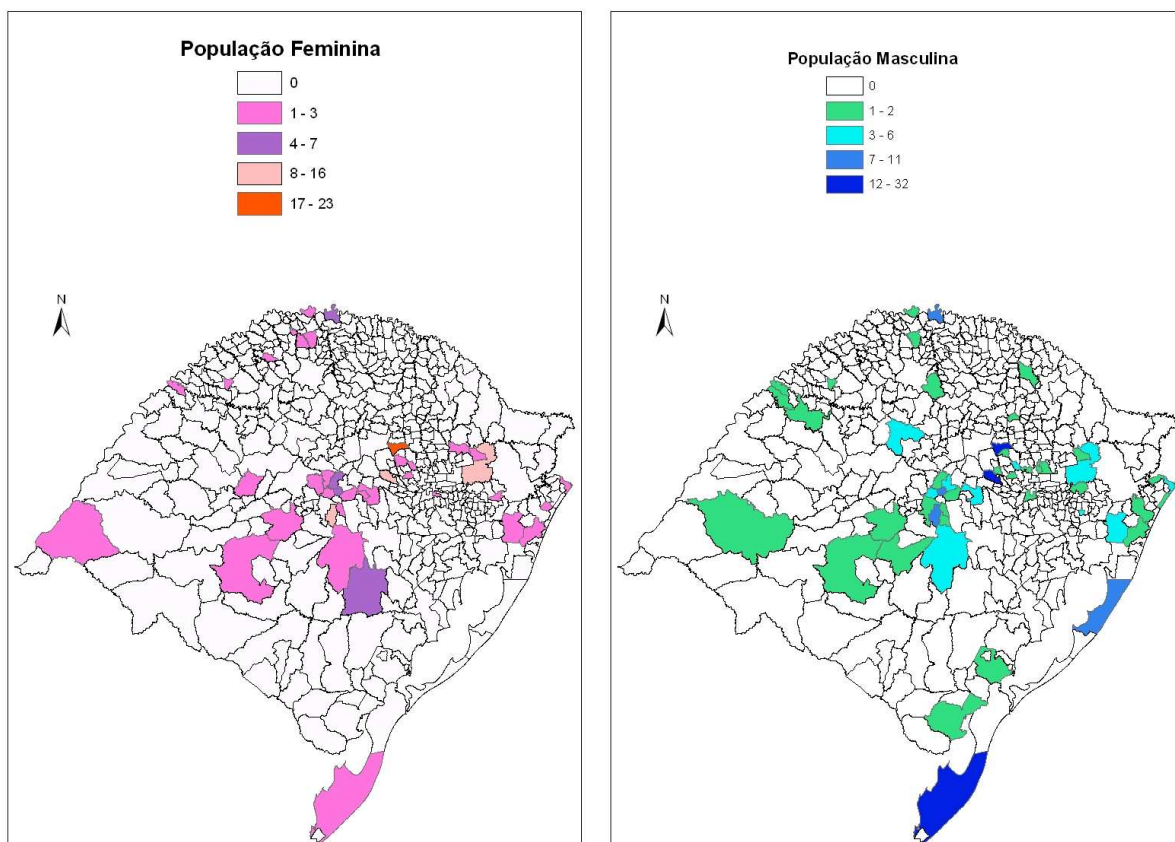 População Feminina
0
1 - 3
4 - 7
8 - 16
17 - 23
N
População Masculina
0
1 - 2
3 - 6
7 - 11
12 - 32
N